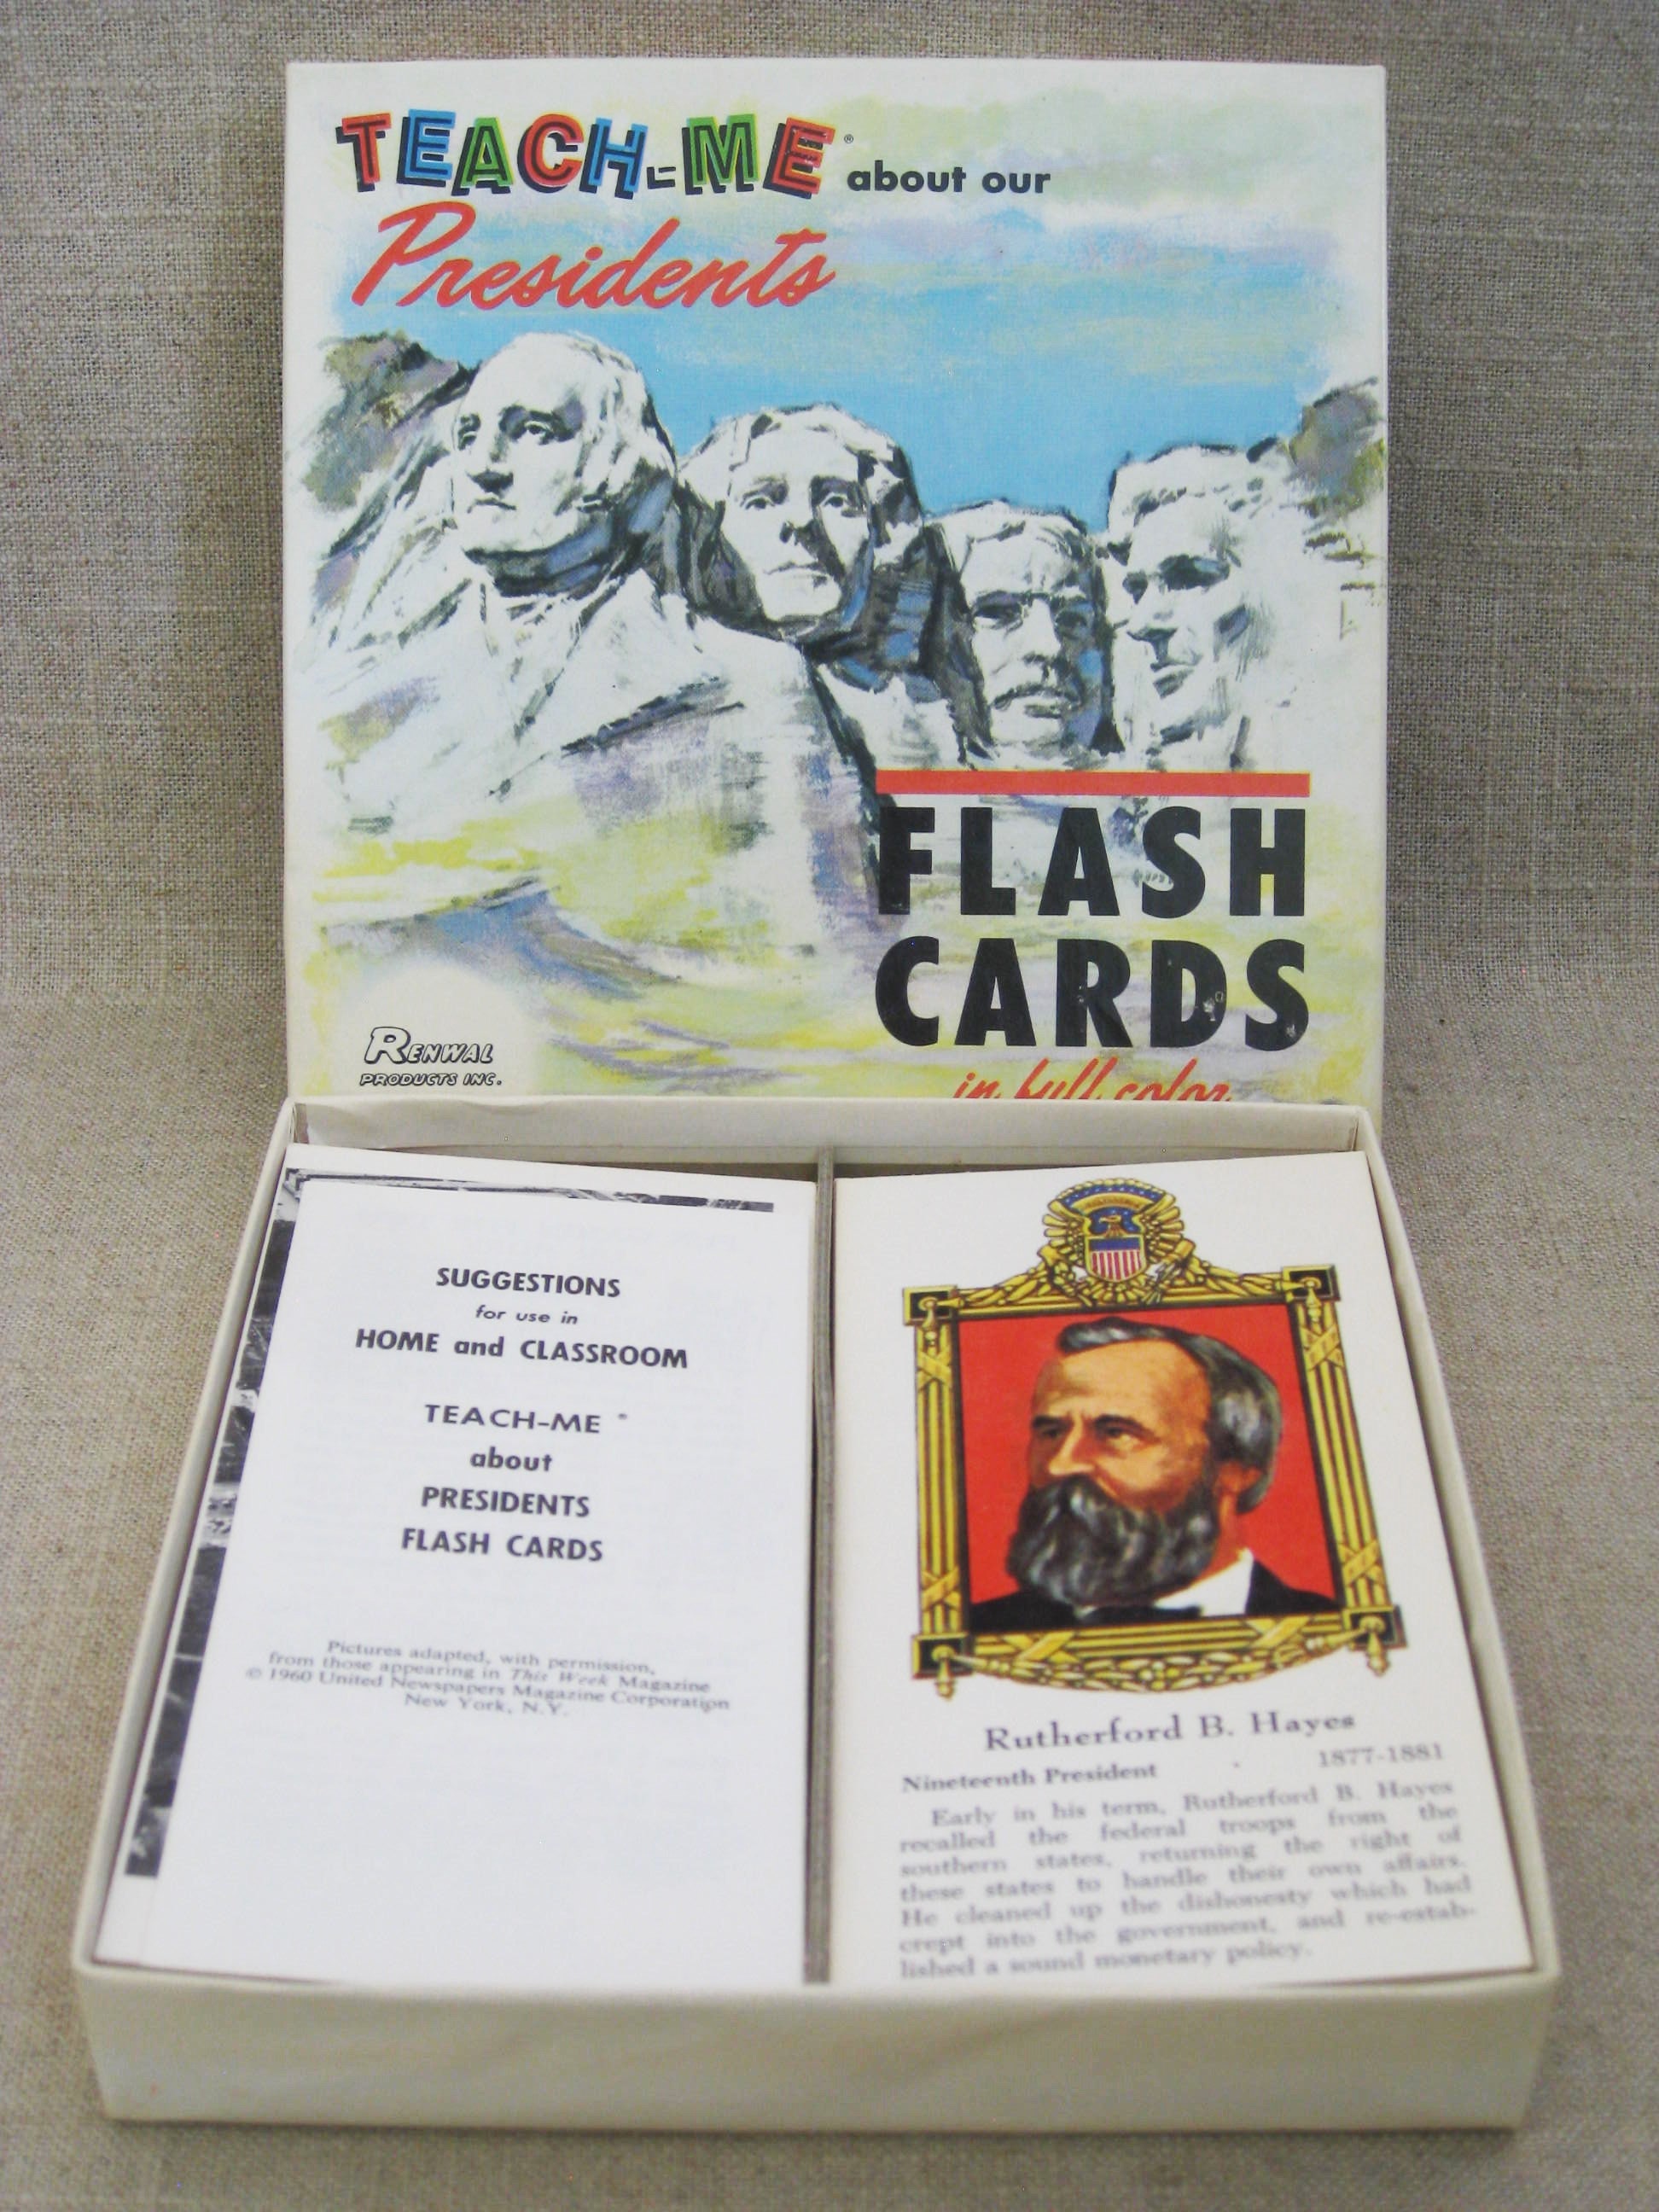 TEACH-ME® about our
Presidents
FLASH
CARDS
in full color
RENWAL
PRODUCTS INC.
SUGGESTIONS
for use in
HOME and CLASSROOM
TEACH-ME ®
about
PRESIDENTS
FLASH CARDS
Pictures adapted, with permission,
from those appearing in This Week Magazine
© 1960 United Newspapers Magazine Corporation
New York, N.Y.
Rutherford B. Hayes
Nineteenth President 1877-1881
Early in his term, Rutherford B. Hayes
recalled the federal troops from the
southern states, returning the right of
these states to handle their own affairs.
He cleaned up the dishonesty which had
crept into the government, and re-estab-
lished a sound monetary policy.